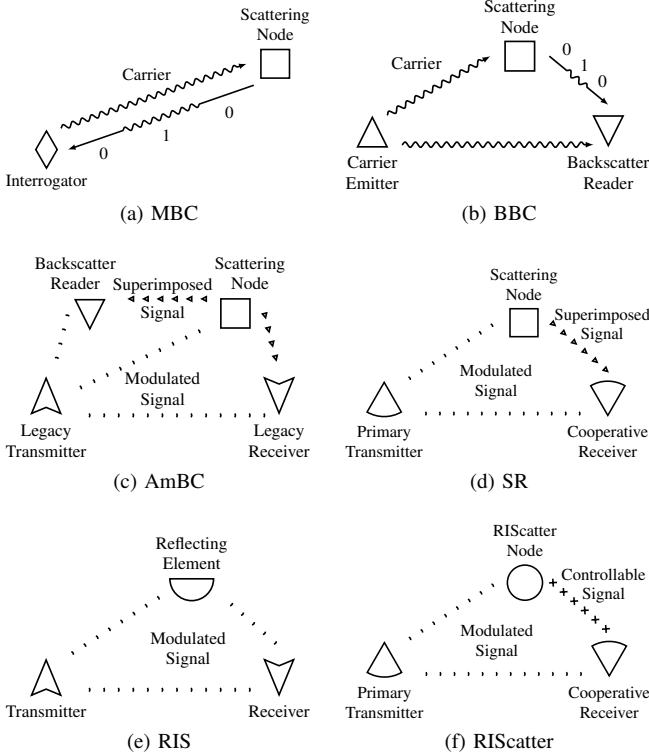 Scattering
Node
Carrier
0
1
0
Interrogator
(a) MBC
Scattering
Node
Carrier
0
1
0
Carrier
Emitter
Backscatter
Reader
(b) BBC
Backscatter
Reader
Superimposed
Signal
Scattering
Node
Modulated
Signal
Legacy
Transmitter
Legacy
Receiver
(c) AmBC
Scattering
Node
Superimposed
Signal
Modulated
Signal
Primary
Transmitter
Cooperative
Receiver
(d) SR
Reflecting
Element
Modulated
Signal
Transmitter
Receiver
(e) RIS
RIScatter
Node
Controllable
Signal
Modulated
Signal
Primary
Transmitter
Cooperative
Receiver
(f) RIScatter